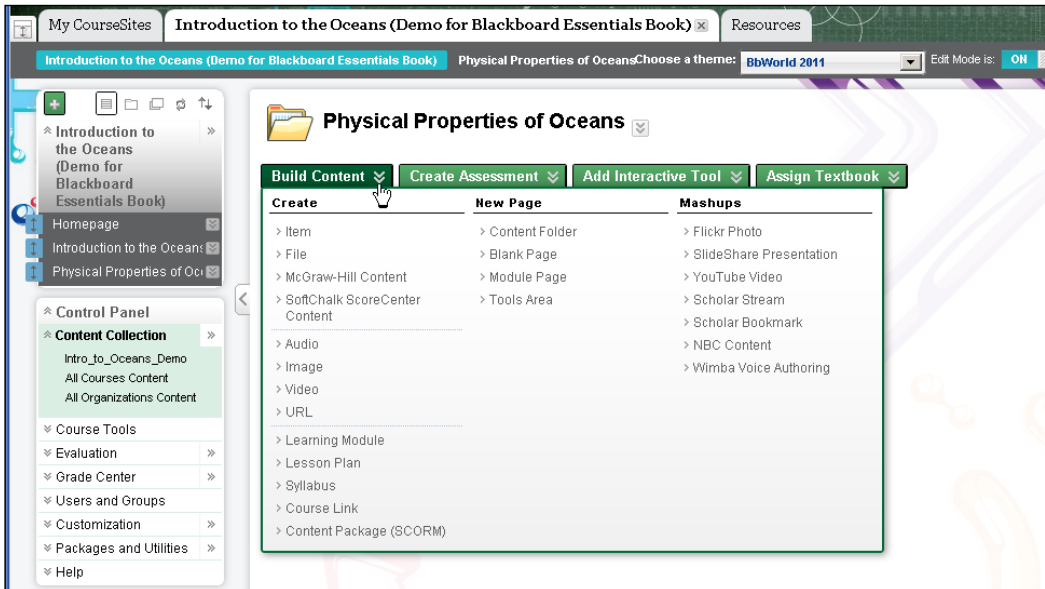 My CourseSites
Introduction to the Oceans (Demo for Blackboard Essentials Book)
Resources
Introduction to the Oceans (Demo for Blackboard Essentials Book)
Physical Properties of Oceans
Choose a theme:
BbWorld 2011
Edit Mode is:
ON
Introduction to
the Oceans
(Demo for
Blackboard
Essentials Book)
Homepage
Introduction to the Oceans
Physical Properties of Oc
Control Panel
Content Collection
Intro_to_Oceans_Demo
All Courses Content
All Organizations Content
Course Tools
Evaluation
Grade Center
Users and Groups
Customization
Packages and Utilities
Help
Physical Properties of Oceans
Build Content
Create Assessment
Add Interactive Tool
Assign Textbook
Create
> Item
> File
> McGraw-Hill Content
> SoftChalk ScoreCenter
Content
> Audio
> Image
> Video
> URL
> Learning Module
> Lesson Plan
> Syllabus
> Course Link
> Content Package (SCORM)
New Page
> Content Folder
> Blank Page
> Module Page
> Tools Area
Mashups
> Flickr Photo
> SlideShare Presentation
> YouTube Video
> Scholar Stream
> Scholar Bookmark
> NBC Content
> Wimba Voice Authoring